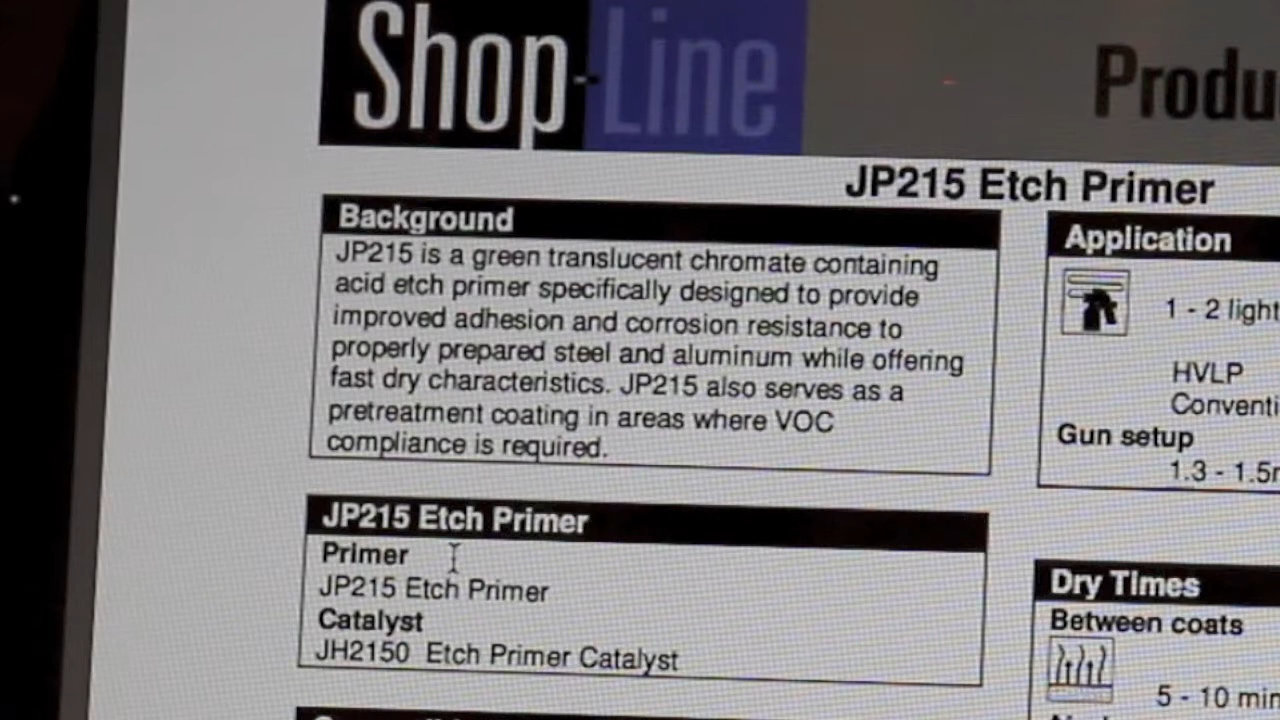 Shop-Line
Produ
JP215 Etch Primer
Background
JP215 is a green translucent chromate containing
acid etch primer specifically designed to provide
improved adhesion and corrosion resistance to
properly prepared steel and aluminum while offering
fast dry characteristics. JP215 also serves as a
pretreatment coating in areas where VOC
compliance is required.
JP215 Etch Primer
Primer
JP215 Etch Primer
Catalyst
JH2150 Etch Primer Catalyst
Application
1 - 2 light
HVLP
Conventi
Gun setup
1.3 - 1.5
Dry Times
Between coats
5 - 10 min